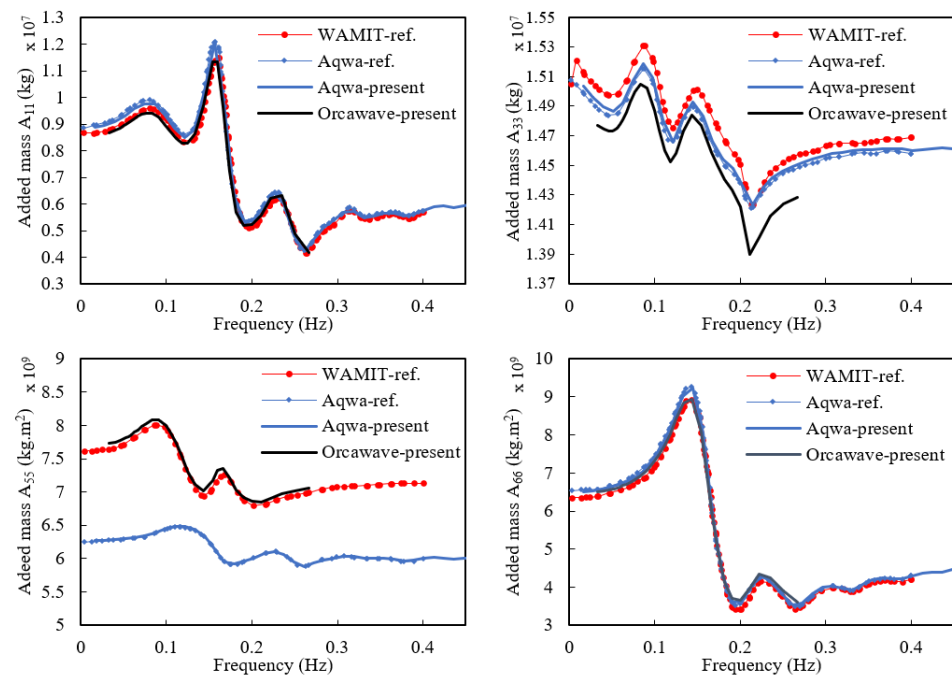 x 10⁷
Added mass A₁₁ (kg)
1.3
1.2
1.1
1
0.9
0.8
0.7
0.6
0.5
0.4
0.3
0
0.1
0.2
0.3
0.4
Frequency (Hz)
WAMIT-ref.
Aqwa-ref.
Aqwa-present
Orcawave-present
x 10⁷
Added mass A₃₃ (kg)
1.55
1.53
1.51
1.49
1.47
1.45
1.43
1.41
1.39
1.37
0
0.1
0.2
0.3
0.4
Frequency (Hz)
WAMIT-ref.
Aqwa-ref.
Aqwa-present
Orcawave-present
x 10⁹
Adeed mass A₅₅ (kg.m²)
9
8.5
8
7.5
7
6.5
6
5.5
5
0
0.1
0.2
0.3
0.4
Frequency (Hz)
WAMIT-ref.
Aqwa-ref.
Aqwa-present
Orcawave-present
x 10⁹
Added mass A₆₆ (kg.m²)
10
9
8
7
6
5
4
3
0
0.1
0.2
0.3
0.4
Frequency (Hz)
WAMIT-ref.
Aqwa-ref.
Aqwa-present
Orcawave-present